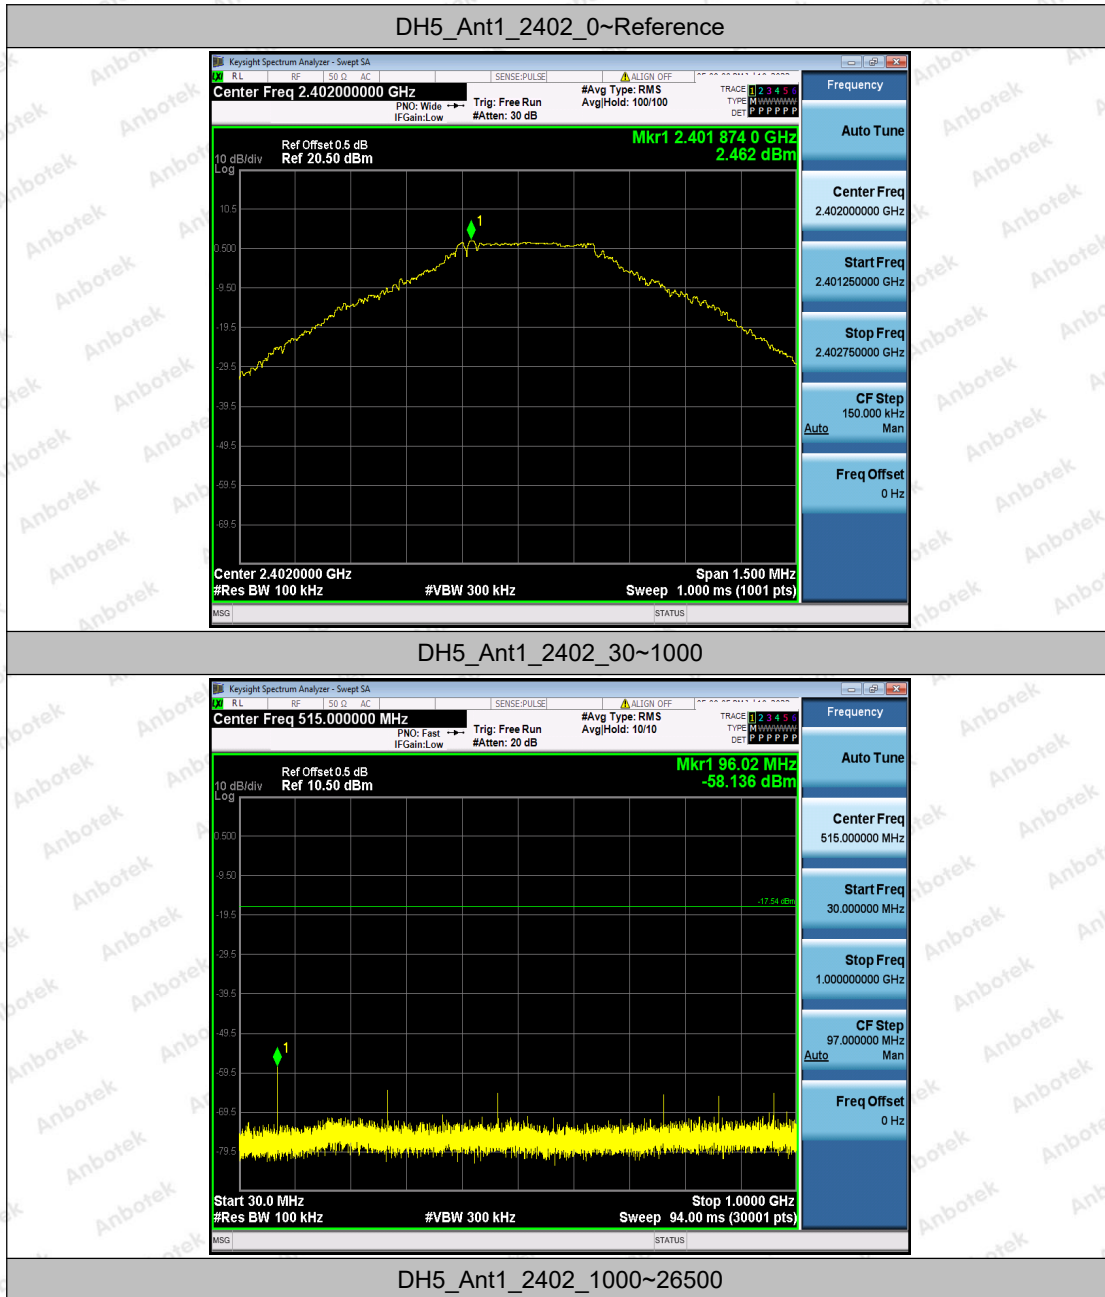 DH5_Ant1_2402_0~Reference
Keysight Spectrum Analyzer - Swept SA
RL RF 50 Ω AC SENSE:PULSE ALIGN OFF
Center Freq 2.402000000 GHz
PNO: Wide
IFGain:Low
Trig: Free Run
#Atten: 30 dB
#Avg Type: RMS
Avg|Hold: 100/100
TRACE 1 2 3 4 5 6
TYPE M W W W W W
DET P P P P P P
Mkr1 2.401 874 0 GHz
2.462 dBm
Ref Offset 0.5 dB
10 dB/div Ref 20.50 dBm
Log
1
10.5
0.500
-9.50
-19.5
-29.5
-39.5
-49.5
-59.5
-69.5
Center 2.4020000 GHz Span 1.500 MHz
#Res BW 100 kHz #VBW 300 kHz Sweep 1.000 ms (1001 pts)
MSG STATUS
Frequency
Auto Tune
Center Freq
2.402000000 GHz
Start Freq
2.401250000 GHz
Stop Freq
2.402750000 GHz
CF Step
150.000 kHz
Auto Man
Freq Offset
0 Hz
DH5_Ant1_2402_30~1000
Keysight Spectrum Analyzer - Swept SA
RL RF 50 Ω AC SENSE:PULSE ALIGN OFF
Center Freq 515.000000 MHz
PNO: Fast
IFGain:Low
Trig: Free Run
#Atten: 20 dB
#Avg Type: RMS
Avg|Hold: 10/10
TRACE 1 2 3 4 5 6
TYPE M W W W W W
DET P P P P P P
Mkr1 96.02 MHz
-58.136 dBm
Ref Offset 0.5 dB
10 dB/div Ref 10.50 dBm
Log
0.500
-9.50
-17.54 dBm
-19.5
-29.5
-39.5
-49.5
1
-59.5
-69.5
-79.5
Start 30.0 MHz Stop 1.0000 GHz
#Res BW 100 kHz #VBW 300 kHz Sweep 94.00 ms (30001 pts)
MSG STATUS
Frequency
Auto Tune
Center Freq
515.000000 MHz
Start Freq
30.000000 MHz
Stop Freq
1.000000000 GHz
CF Step
97.000000 MHz
Auto Man
Freq Offset
0 Hz
DH5_Ant1_2402_1000~26500